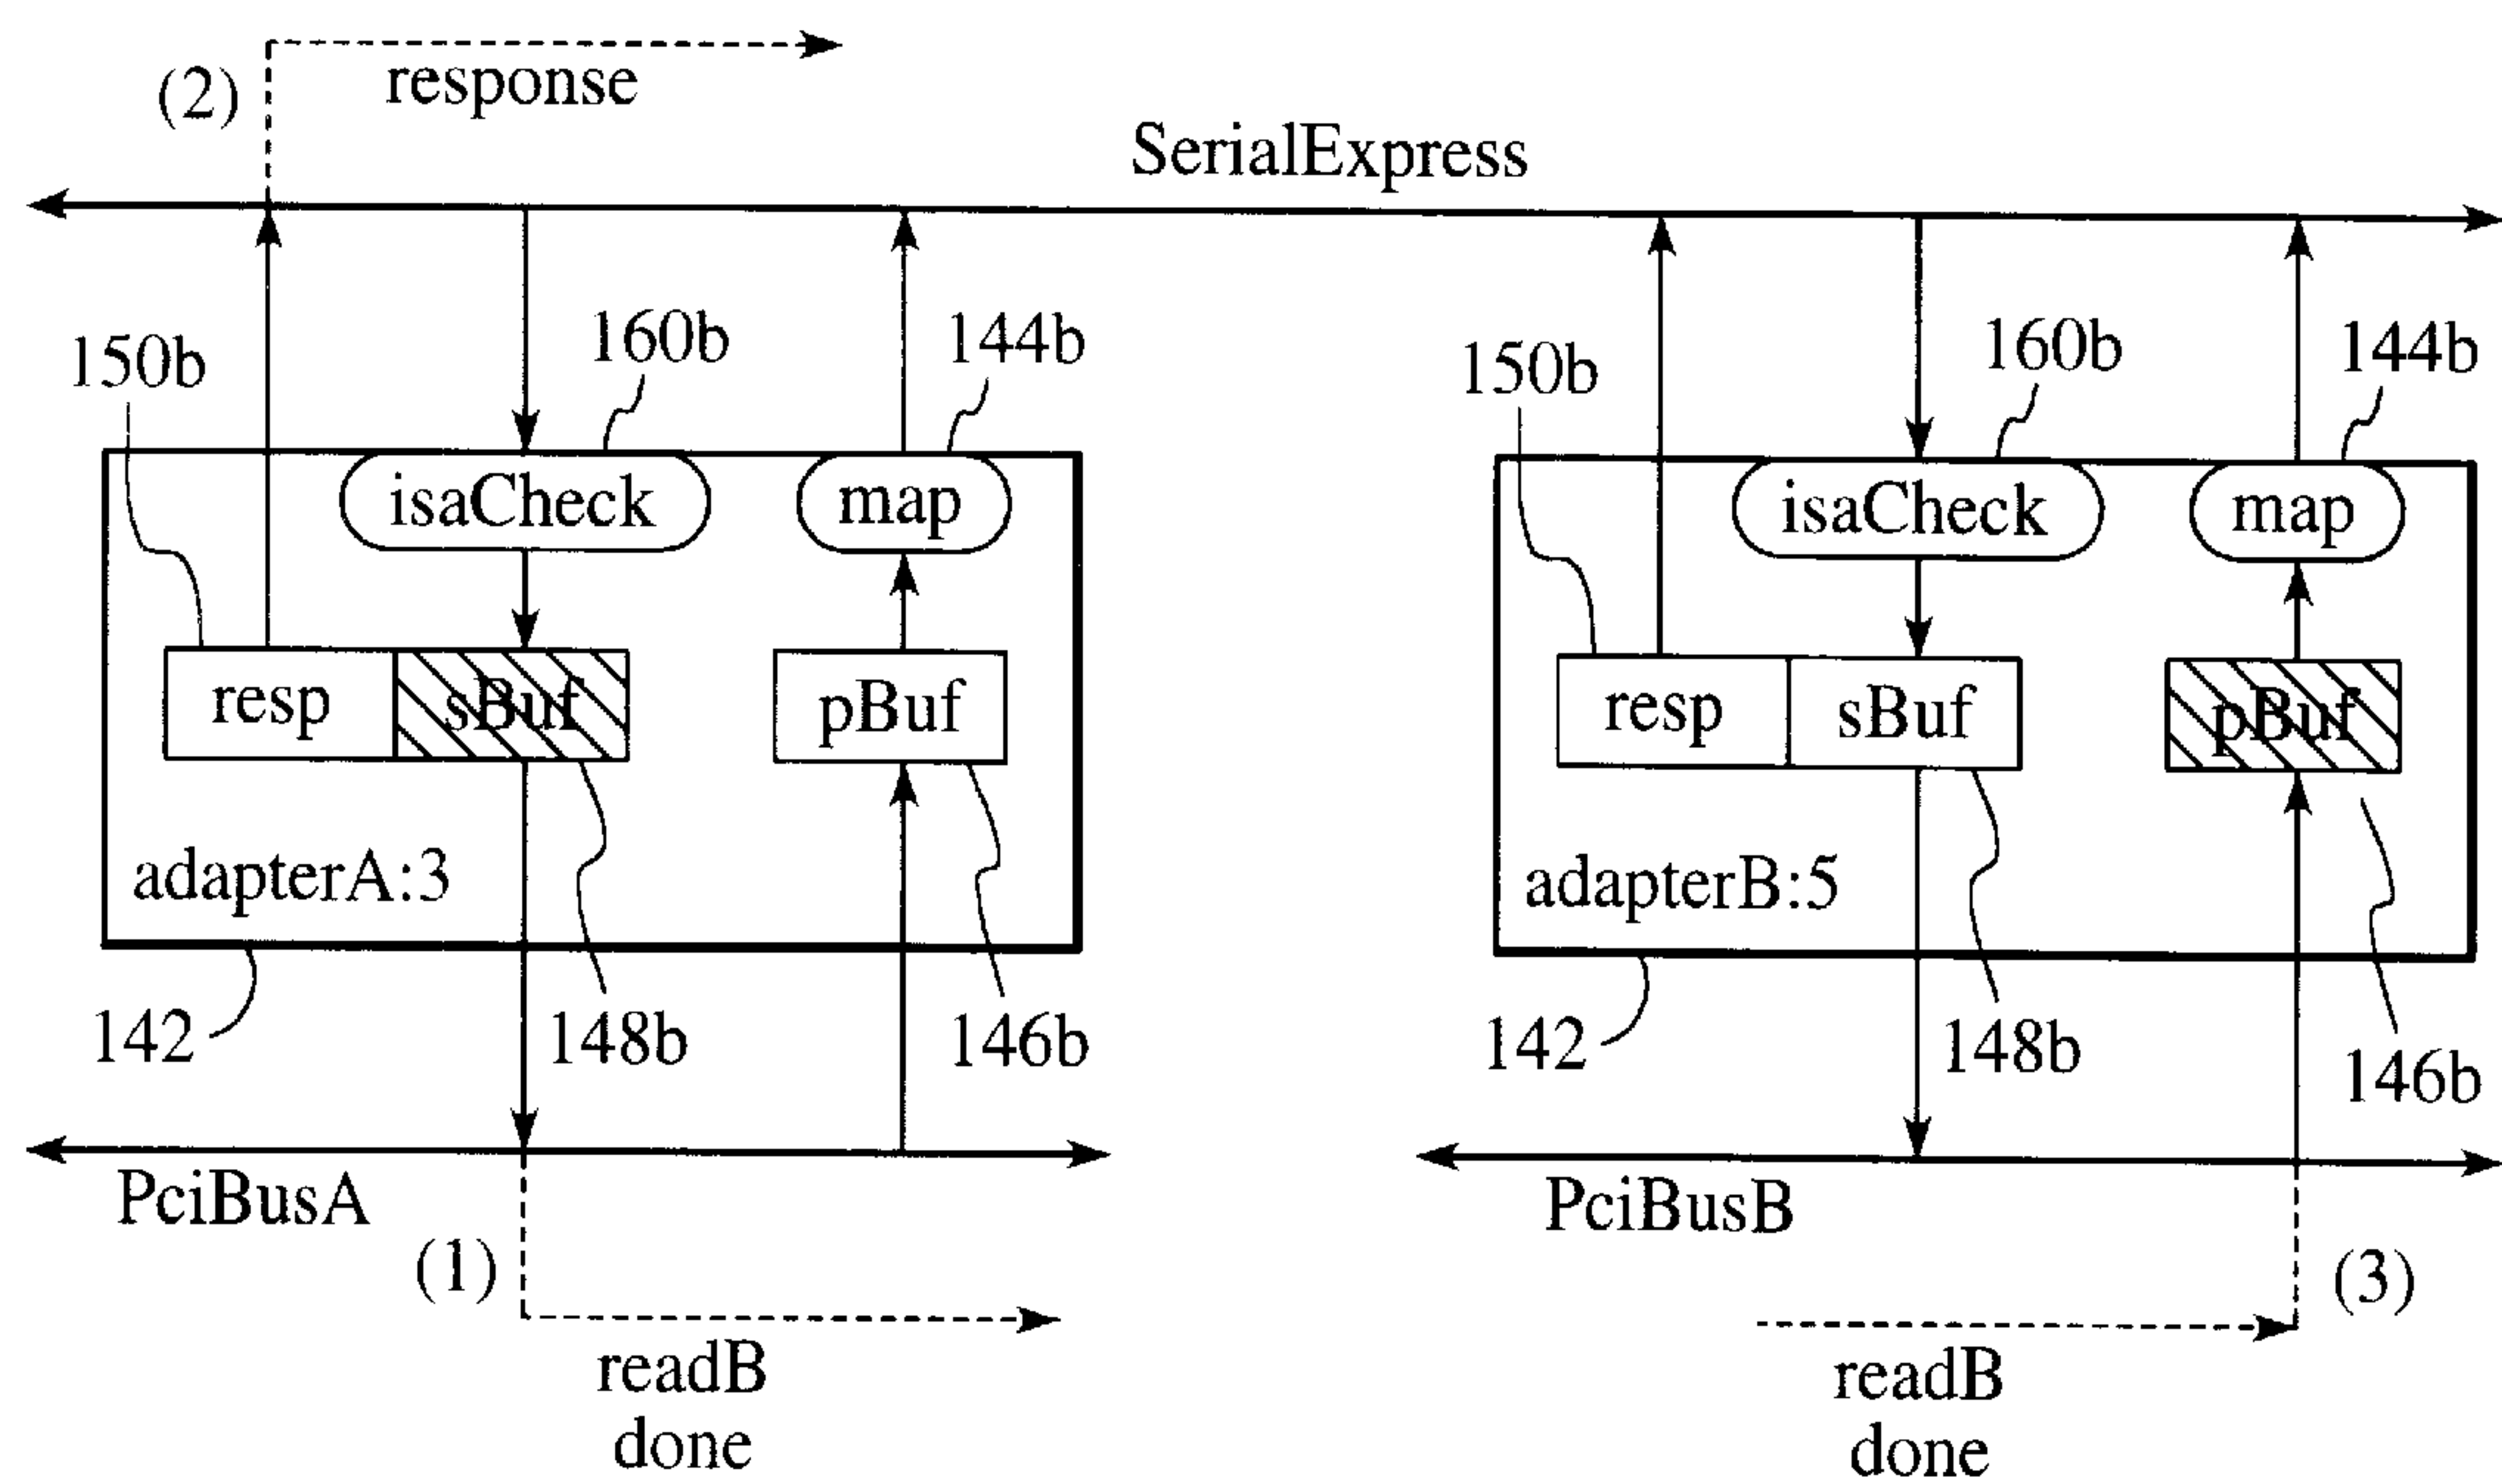 (2)
response
SerialExpress
150b
160b
144b
150b
160b
144b
isaCheck
map
isaCheck
map
resp
sBuf
pBuf
resp
sBuf
pBuf
adapterA:3
adapterB:5
142
148b
146b
142
148b
146b
PciBusA
PciBusB
(1)
(3)
readB
done
readB
done